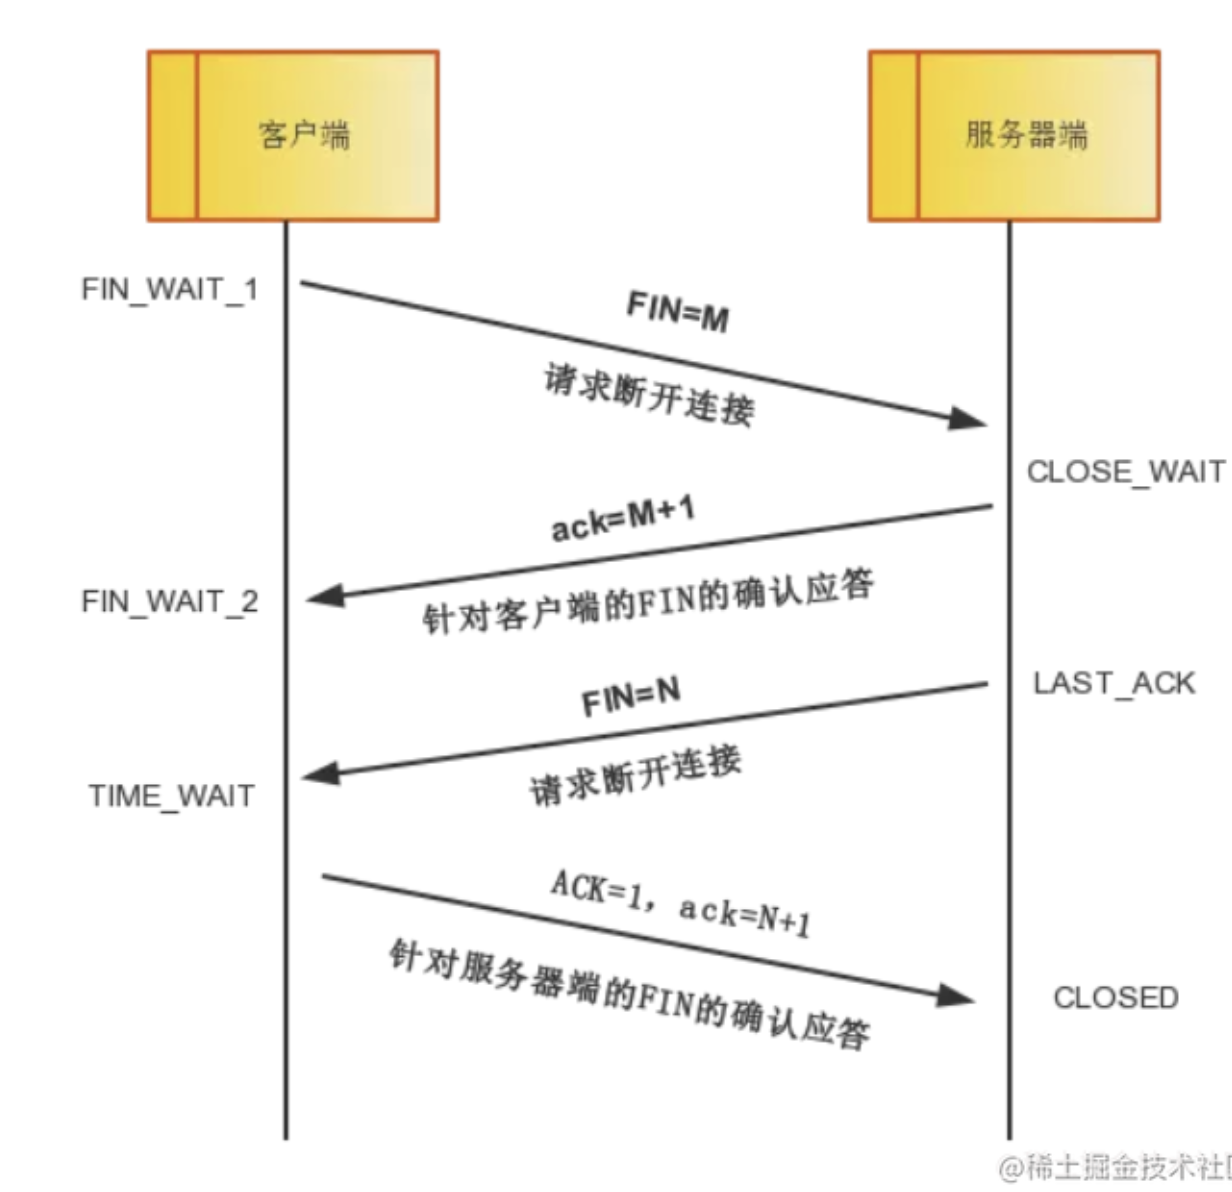 客户端
服务器端
FIN_WAIT_1
FIN=M
请求断开连接
CLOSE_WAIT
ack=M+1
FIN_WAIT_2
针对客户端的FIN的确认应答
LAST_ACK
FIN=N
请求断开连接
TIME_WAIT
ACK=1, ack=N+1
针对服务器端的FIN的确认应答
CLOSED
@稀土掘金技术社